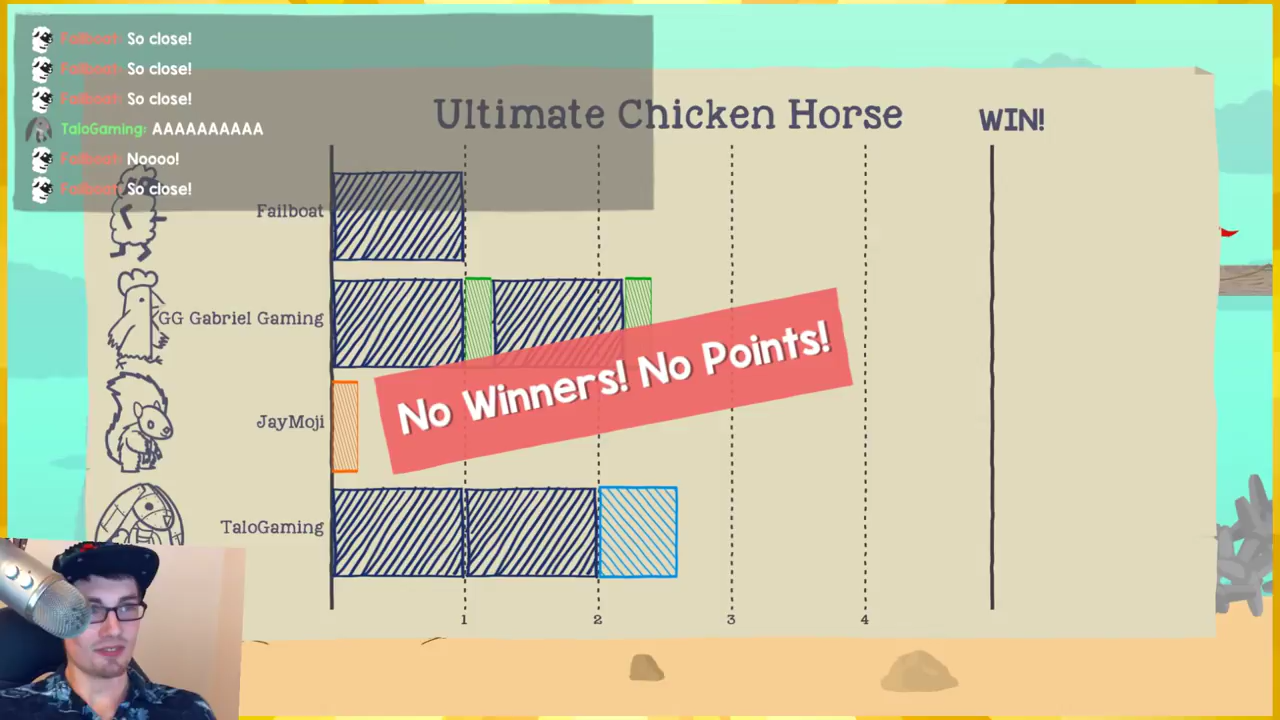 Failboat: So close!
Failboat: So close!
Failboat: So close!
TaloGaming: AAAAAAAAAA
Failboat: Noooo!
Failboat: So close!
Ultimate Chicken Horse
WIN!
Failboat
GG Gabriel Gaming
No Winners! No Points!
JayMoji
TaloGaming
1 2 3 4